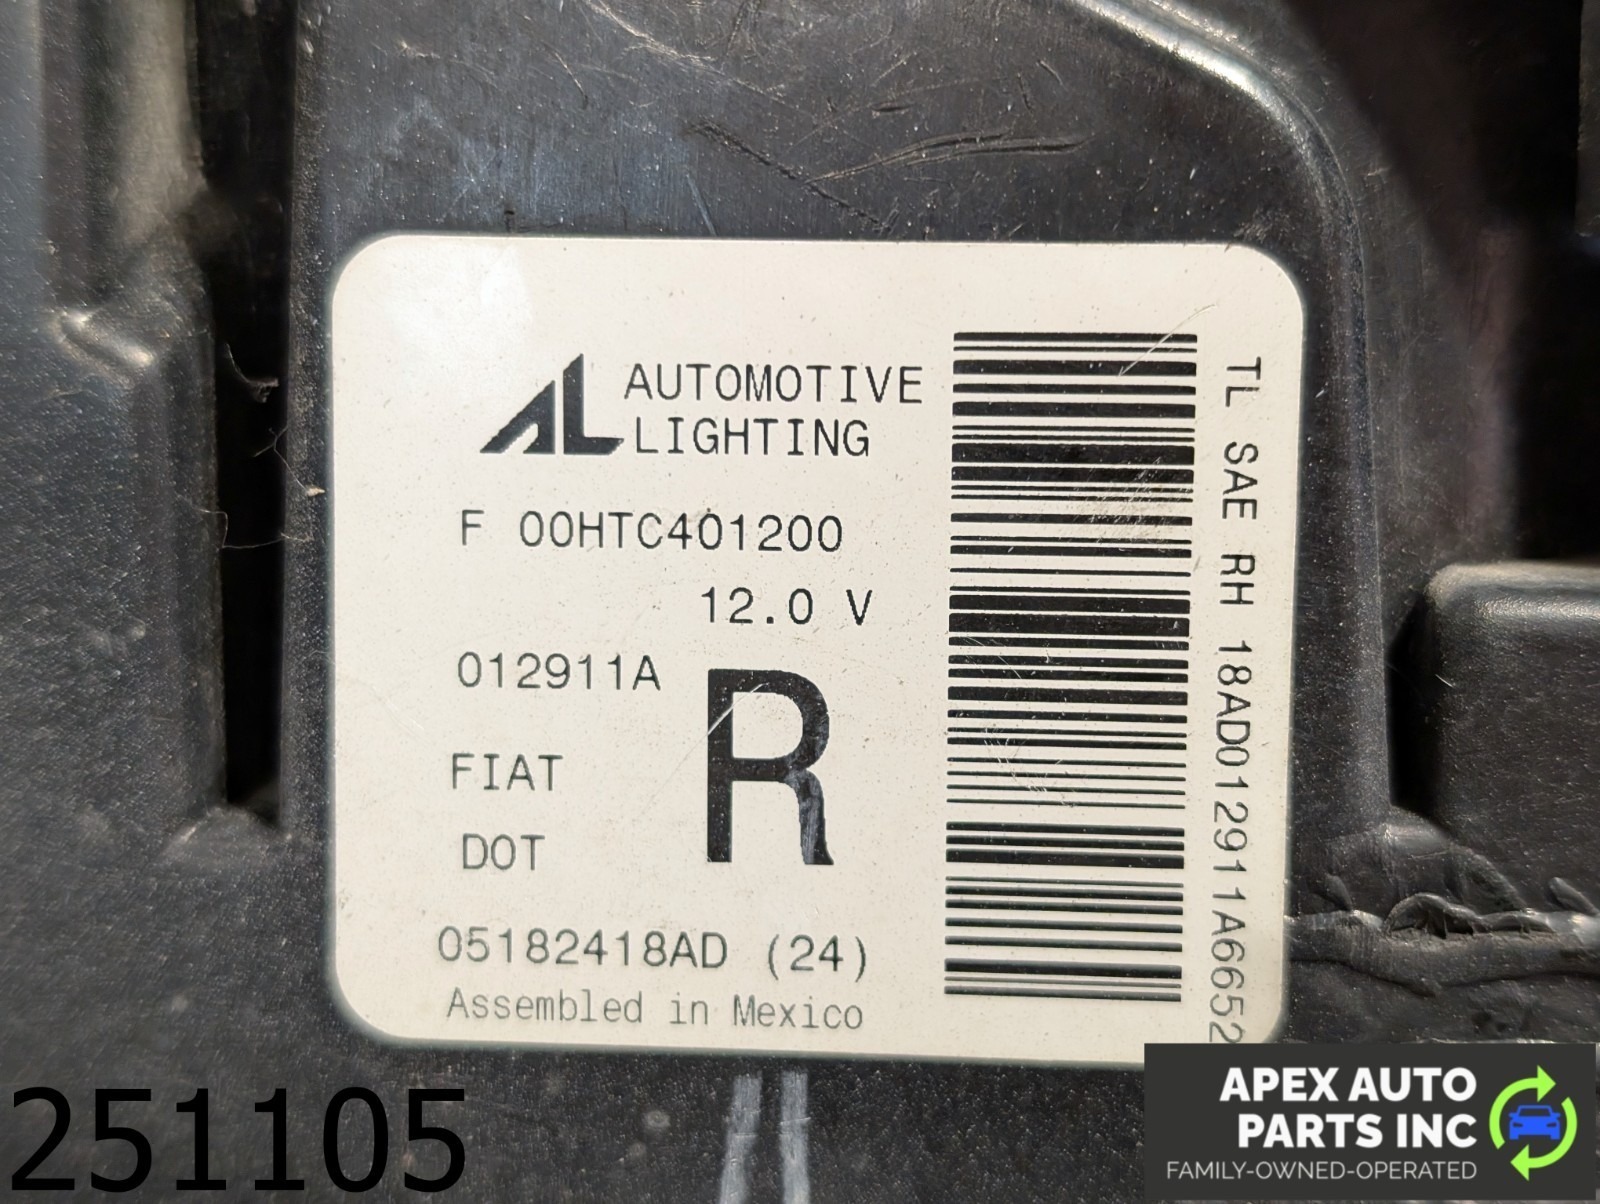 AL AUTOMOTIVE
LIGHTING
F 00HTC401200
12.0 V
012911A
R
FIAT
DOT
05182418AD (24)
Assembled in Mexico
TL SAE RH 18AD012911A6652
251105
APEX AUTO
PARTS INC
FAMILY-OWNED-OPERATED